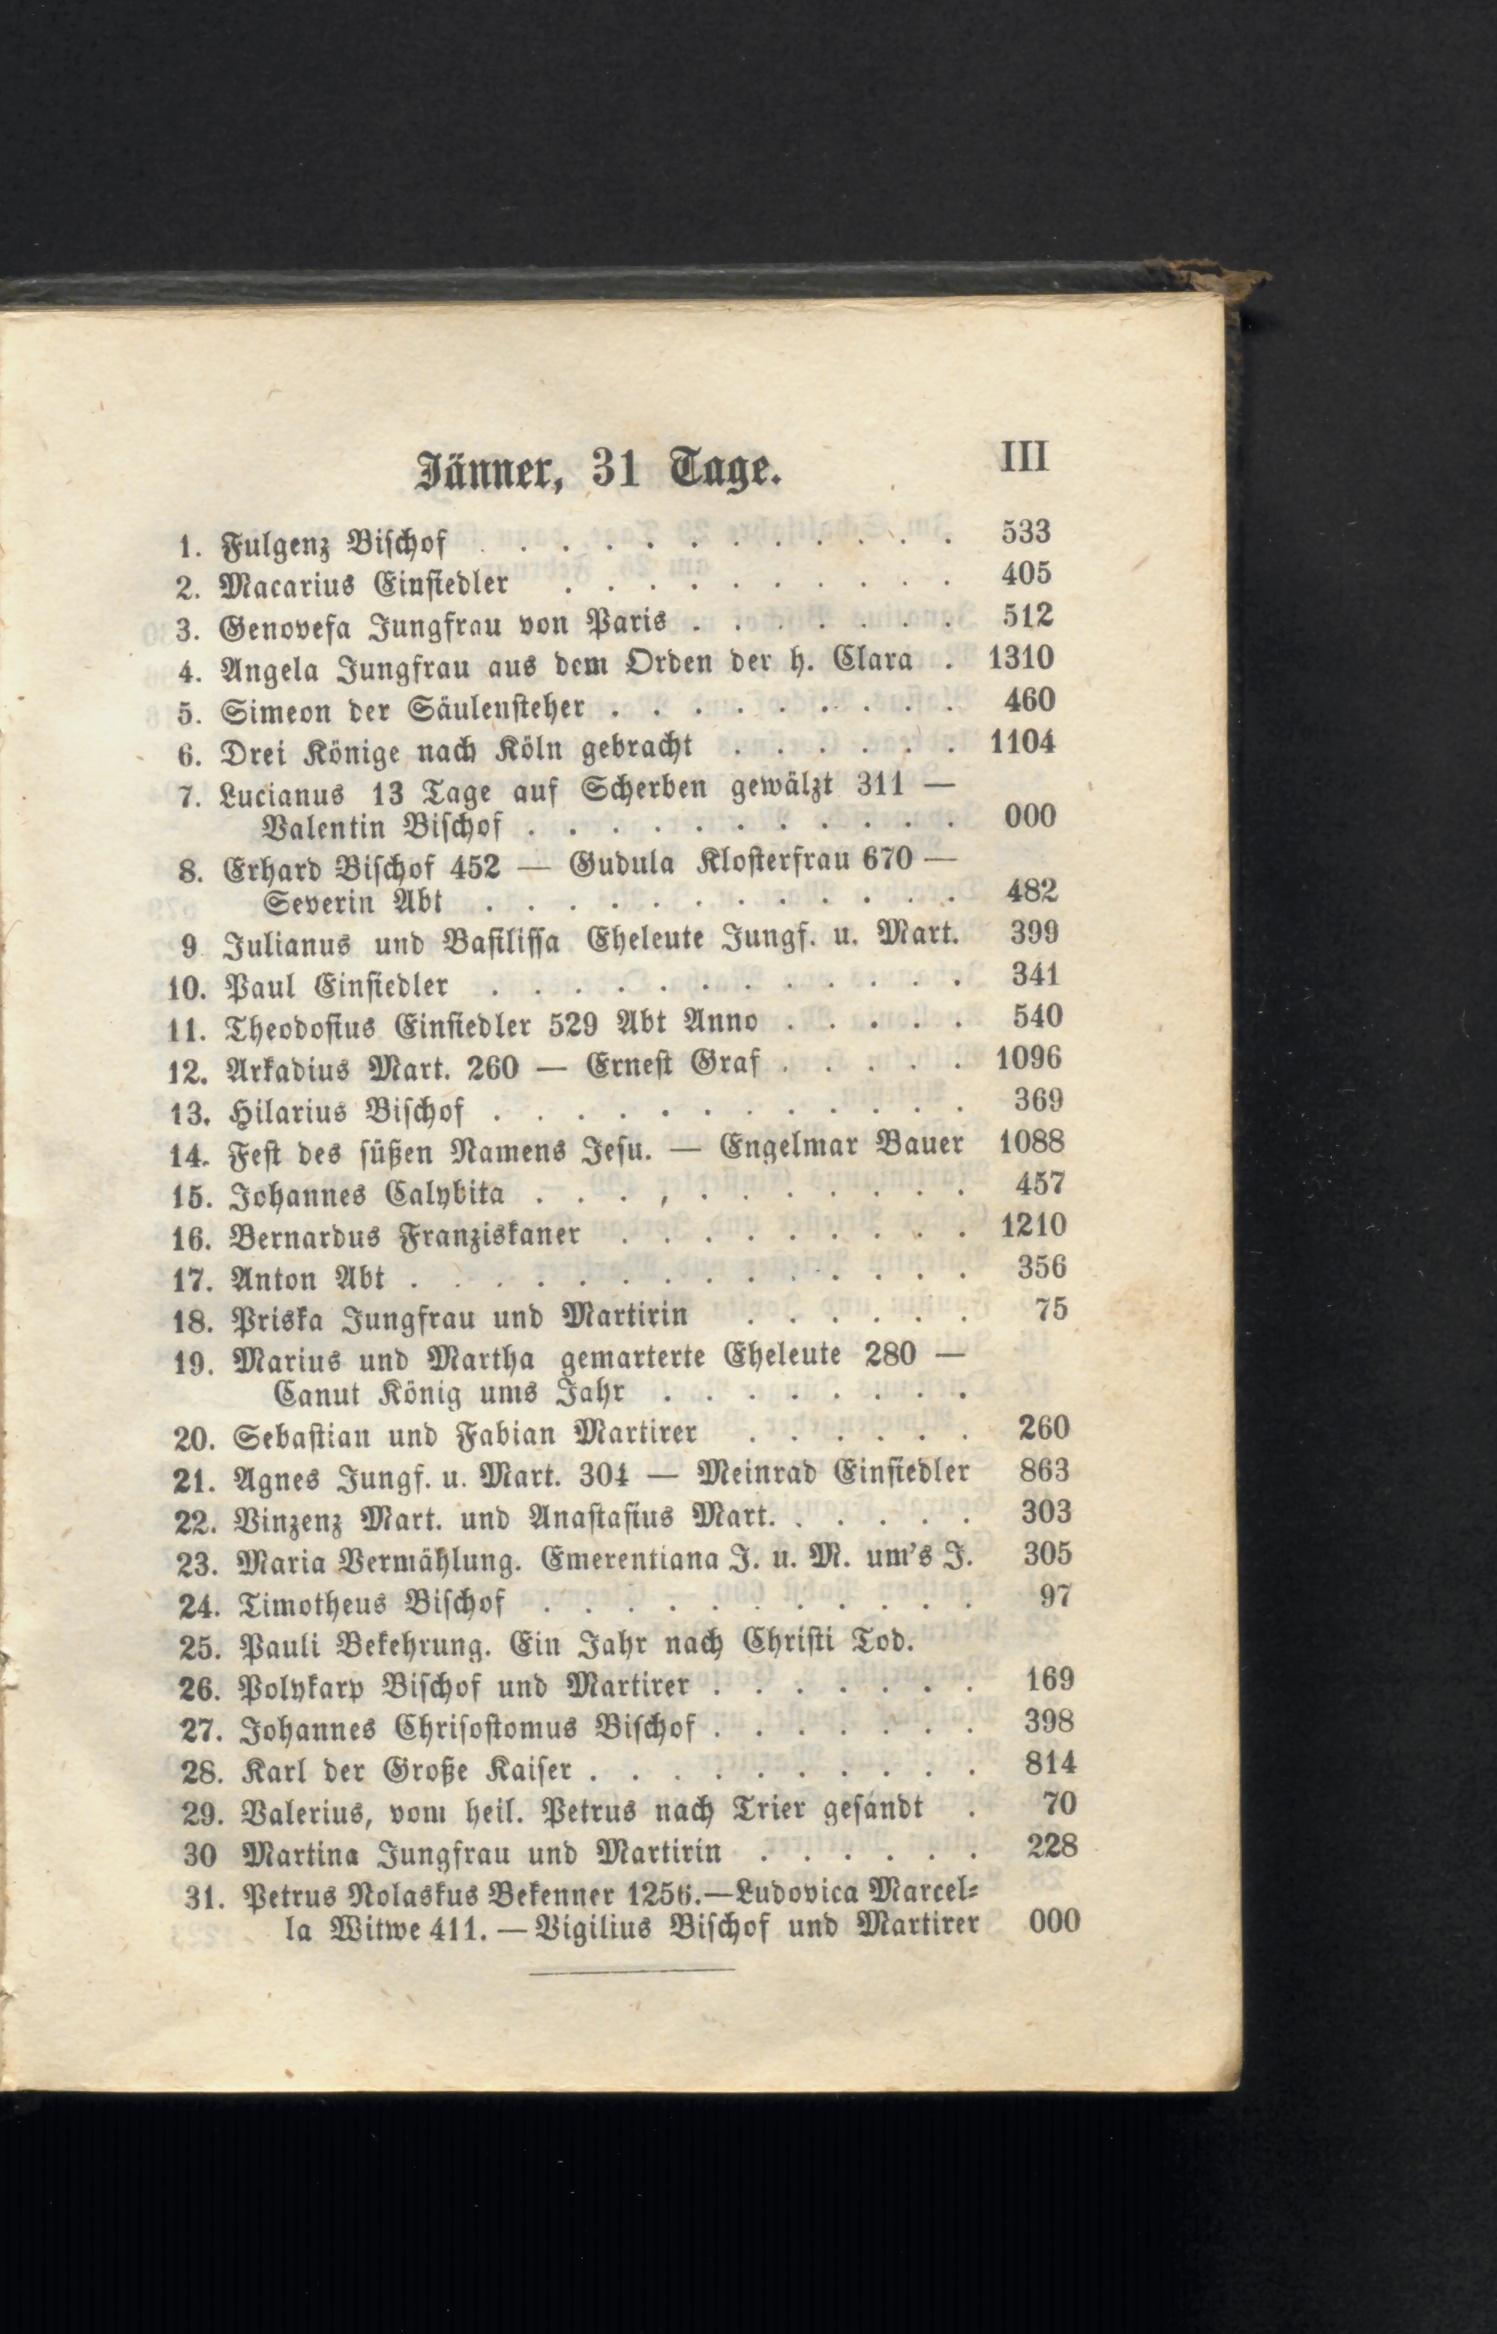 Jänner, 31 Tage. III
1. Fulgenz Bischof . . . . . . . . . . . 533
2. Macarius Einsiedler . . . . . . . . . . 405
3. Genovefa Jungfrau von Paris . . . . . . . 512
4. Angela Jungfrau aus dem Orden der h. Clara . 1310
5. Simeon der Säulensteher . . . . . . . . . 460
6. Drei Könige nach Köln gebracht . . . . . . 1104
7. Lucianus 13 Tage auf Scherben gewälzt 311 —
Valentin Bischof . . . . . . . . . . . 000
8. Erhard Bischof 452 — Gudula Klosterfrau 670 —
Severin Abt . . . . . . . . . . . . 482
9 Julianus und Basilissa Eheleute Jungf. u. Mart. 399
10. Paul Einsiedler . . . . . . . . . . . . 341
11. Theodosius Einsiedler 529 Abt Anno . . . . . 540
12. Arkadius Mart. 260 — Ernest Graf . . . . . 1096
13. Hilarius Bischof . . . . . . . . . . . . 369
14. Fest des süßen Namens Jesu. — Engelmar Bauer 1088
15. Johannes Calybita . . . , . . . . . . . 457
16. Bernardus Franziskaner . . . . . . . . . 1210
17. Anton Abt . . . . . . . . . . . . . . 356
18. Priska Jungfrau und Martirin . . . . . . 75
19. Marius und Martha gemarterte Eheleute 280 —
Canut König ums Jahr . . . . . . . .
20. Sebastian und Fabian Martirer . . . . . . 260
21. Agnes Jungf. u. Mart. 304 — Meinrad Einsiedler 863
22. Vinzenz Mart. und Anastasius Mart. . . . . . 303
23. Maria Vermählung. Emerentiana J. u. M. um's J. 305
24. Timotheus Bischof . . . . . . . . . . . 97
25. Pauli Bekehrung. Ein Jahr nach Christi Tod.
26. Polykarp Bischof und Martirer . . . . . . . 169
27. Johannes Chrisostomus Bischof . . . . . . . 398
28. Karl der Große Kaiser . . . . . . . . . . 814
29. Valerius, vom heil. Petrus nach Trier gesandt . 70
30 Martina Jungfrau und Martirin . . . . . . 228
31. Petrus Nolaskus Bekenner 1256.—Ludovica Marcel-
la Witwe 411. — Vigilius Bischof und Martirer 000